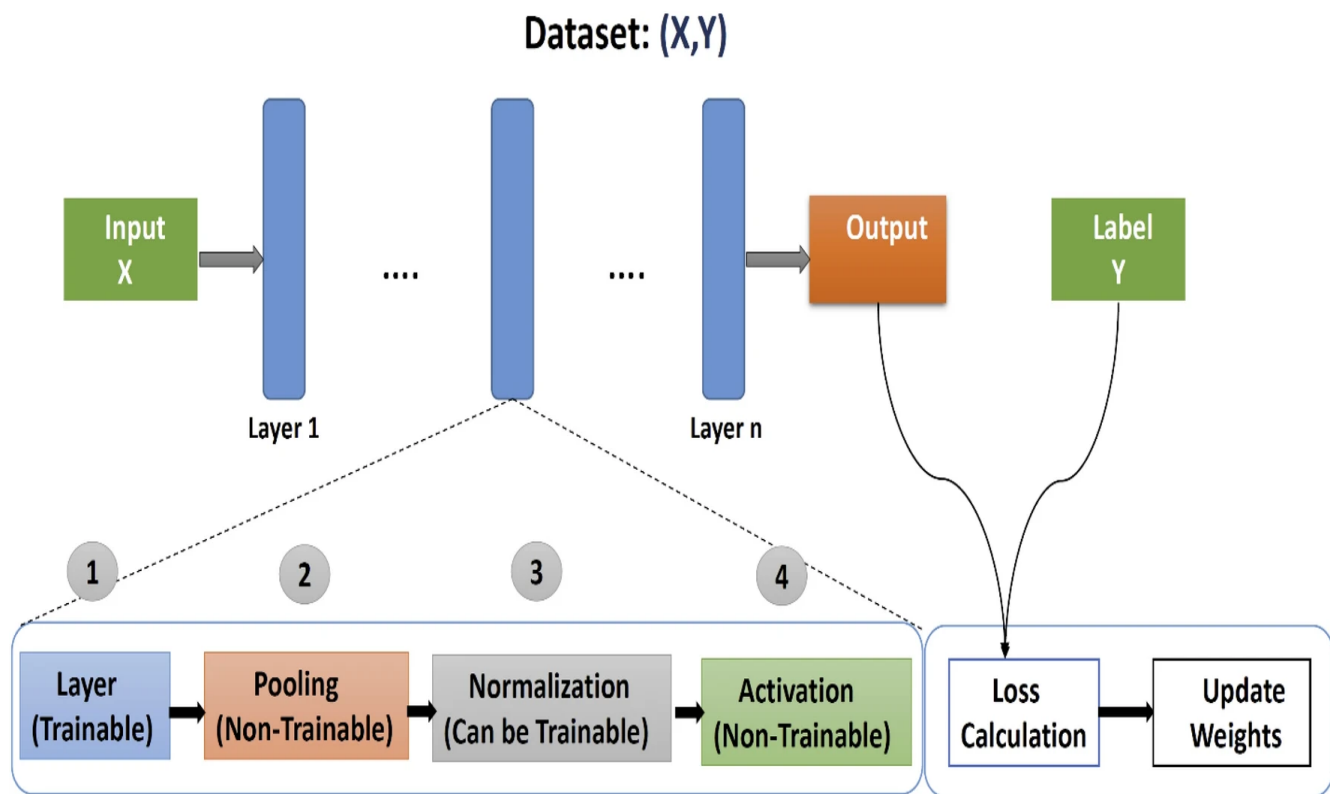 Dataset: (X,Y)
Input
X
....
....
Output
Label
Y
Layer 1
Layer n
1
2
3
4
Layer
(Trainable)
Pooling
(Non-Trainable)
Normalization
(Can be Trainable)
Activation
(Non-Trainable)
Loss
Calculation
Update
Weights